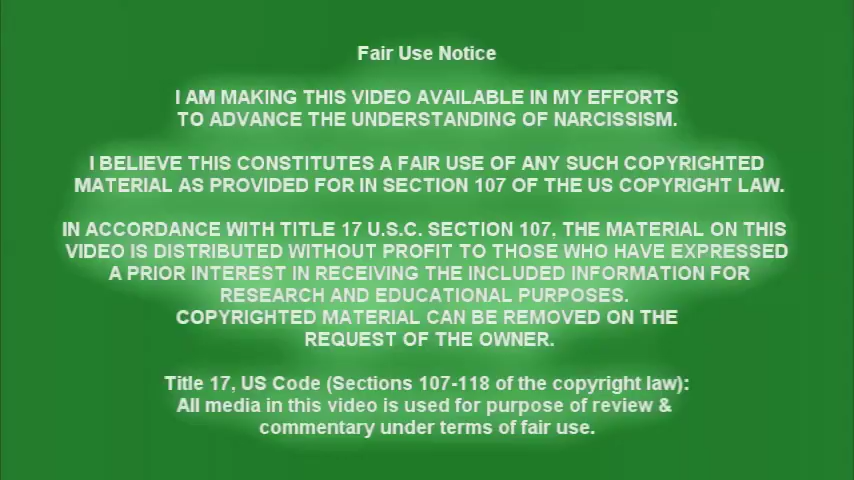 Fair Use Notice
I AM MAKING THIS VIDEO AVAILABLE IN MY EFFORTS
TO ADVANCE THE UNDERSTANDING OF NARCISSISM.
I BELIEVE THIS CONSTITUTES A FAIR USE OF ANY SUCH COPYRIGHTED
MATERIAL AS PROVIDED FOR IN SECTION 107 OF THE US COPYRIGHT LAW.
IN ACCORDANCE WITH TITLE 17 U.S.C. SECTION 107, THE MATERIAL ON THIS
VIDEO IS DISTRIBUTED WITHOUT PROFIT TO THOSE WHO HAVE EXPRESSED
A PRIOR INTEREST IN RECEIVING THE INCLUDED INFORMATION FOR
RESEARCH AND EDUCATIONAL PURPOSES.
COPYRIGHTED MATERIAL CAN BE REMOVED ON THE
REQUEST OF THE OWNER.
Title 17, US Code (Sections 107-118 of the copyright law):
All media in this video is used for purpose of review &
commentary under terms of fair use.